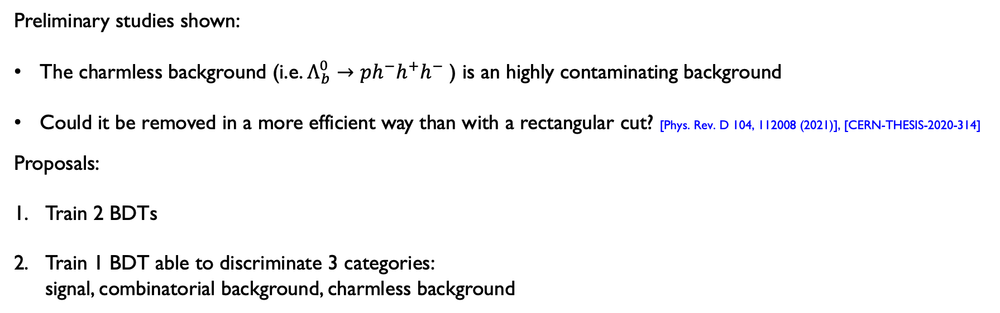 Preliminary studies shown:
• The charmless background (i.e. Λ_b^0 → ph⁻h⁺h⁻ ) is an highly contaminating background
• Could it be removed in a more efficient way than with a rectangular cut? [Phys. Rev. D 104, 112008 (2021)], [CERN-THESIS-2020-314]
Proposals:
1. Train 2 BDTs
2. Train 1 BDT able to discriminate 3 categories:
signal, combinatorial background, charmless background